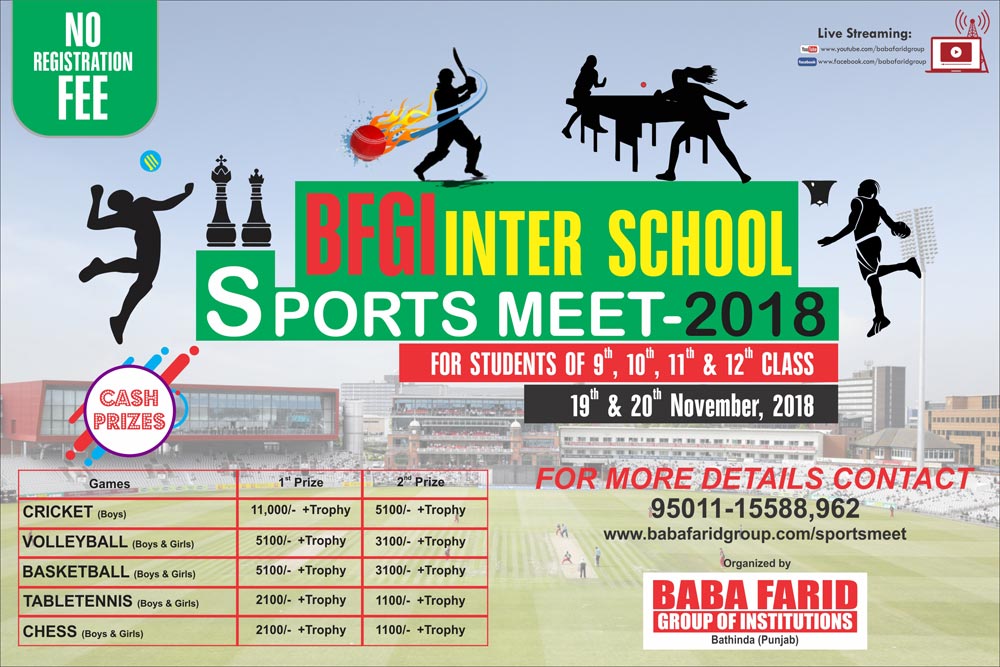 NO
REGISTRATION
FEE
Live Streaming:
YouTube www.youtube.com/babafaridgroup
facebook www.facebook.com/babafaridgroup
BFGI INTER SCHOOL
SPORTS MEET-2018
FOR STUDENTS OF 9th, 10th, 11th & 12th CLASS
19th & 20th November, 2018
CASH
PRIZES
Games 1st Prize 2nd Prize
CRICKET (Boys) 11,000/- +Trophy 5100/- +Trophy
VOLLEYBALL (Boys & Girls) 5100/- +Trophy 3100/- +Trophy
BASKETBALL (Boys & Girls) 5100/- +Trophy 3100/- +Trophy
TABLETENNIS (Boys & Girls) 2100/- +Trophy 1100/- +Trophy
CHESS (Boys & Girls) 2100/- +Trophy 1100/- +Trophy
FOR MORE DETAILS CONTACT
95011-15588,962
www.babafaridgroup.com/sportsmeet
Organized by
BABA FARID
GROUP OF INSTITUTIONS
Bathinda (Punjab)